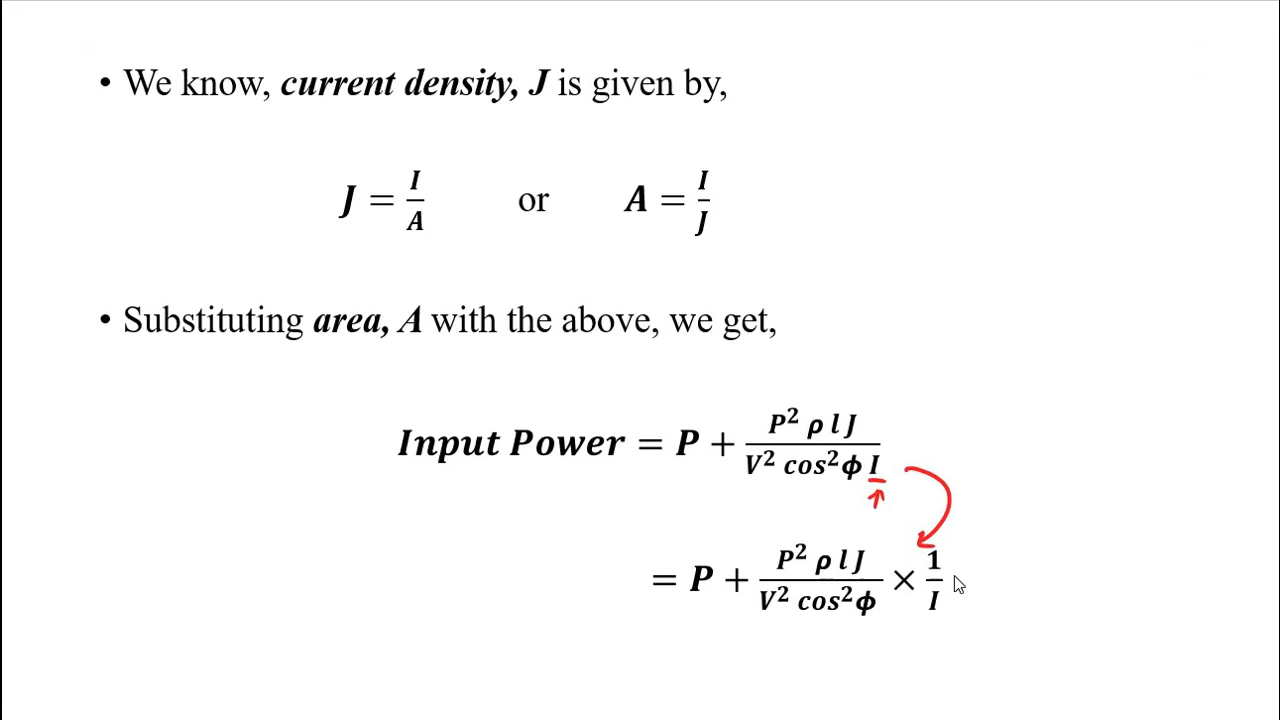 • We know, current density, J is given by,
J = I/A or A = I/J
• Substituting area, A with the above, we get,
Input Power = P + P² ρ l J / V² cos²ϕ I
= P + P² ρ l J / V² cos²ϕ × 1/I